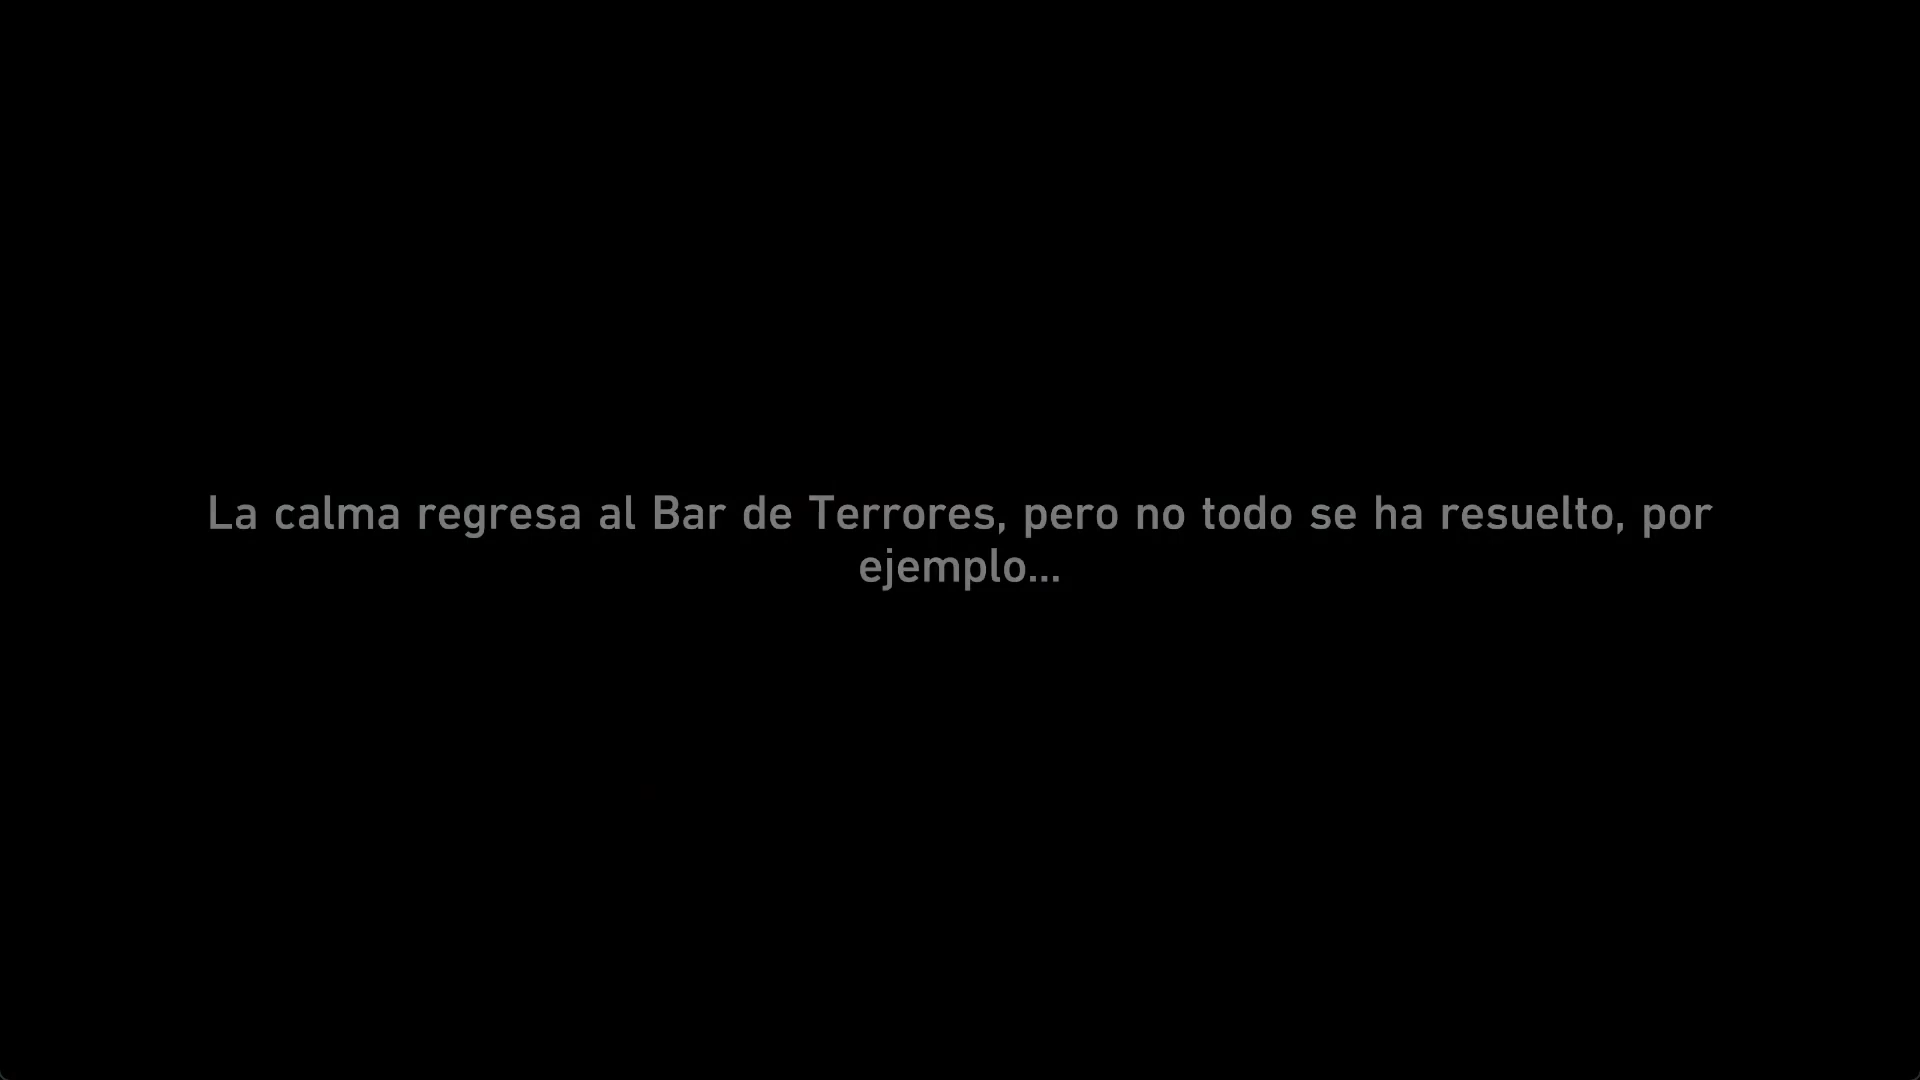 La calma regresa al Bar de Terrores, pero no todo se ha resuelto, por
ejemplo...